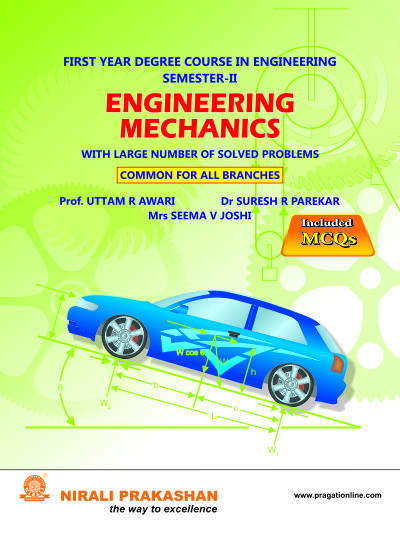 FIRST YEAR DEGREE COURSE IN ENGINEERING
SEMESTER-II
ENGINEERING
MECHANICS
WITH LARGE NUMBER OF SOLVED PROBLEMS
COMMON FOR ALL BRANCHES
Prof. UTTAM R AWARI Dr SURESH R PAREKAR
Mrs SEEMA V JOSHI
Included
MCQs
W cos θ
h
b
c
L
NIRALI PRAKASHAN
the way to excellence
www.pragationline.com